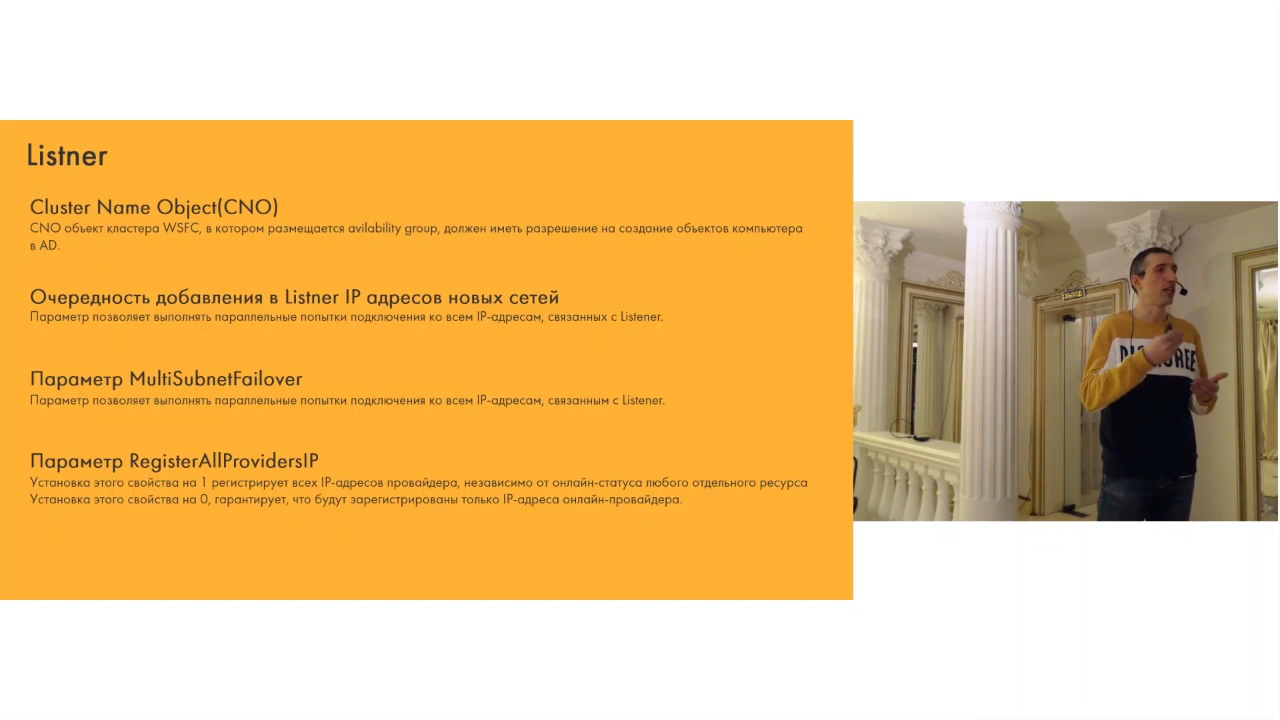 Listner
Cluster Name Object(CNO)
CNO объект кластера WSFC, в котором размещается avilability group, должен иметь разрешение на создание объектов компьютера
в AD.
Очередность добавления в Listner IP адресов новых сетей
Параметр позволяет выполнять параллельные попытки подключения ко всем IP-адресам, связанных с Listener.
Параметр MultiSubnetFailover
Параметр позволяет выполнять параллельные попытки подключения ко всем IP-адресам, связанным с Listener.
Параметр RegisterAllProvidersIP
Установка этого свойства на 1 регистрирует всех IP-адресов провайдера, независимо от онлайн-статуса любого отдельного ресурса
Установка этого свойства на 0, гарантирует, что будут зарегистрированы только IP-адреса онлайн-провайдера.